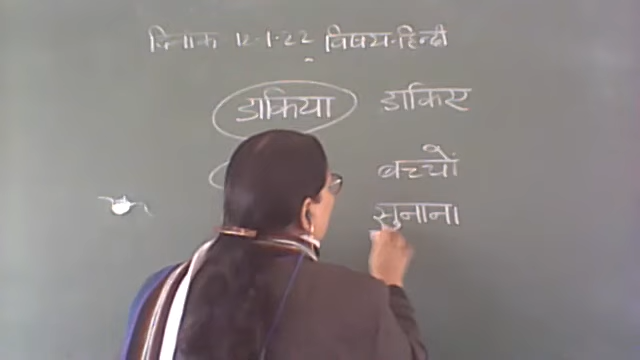 दिनांक 12-1-22 विषय-हिन्दी
डाकिया डाकिए
बच्चों
सुनाना